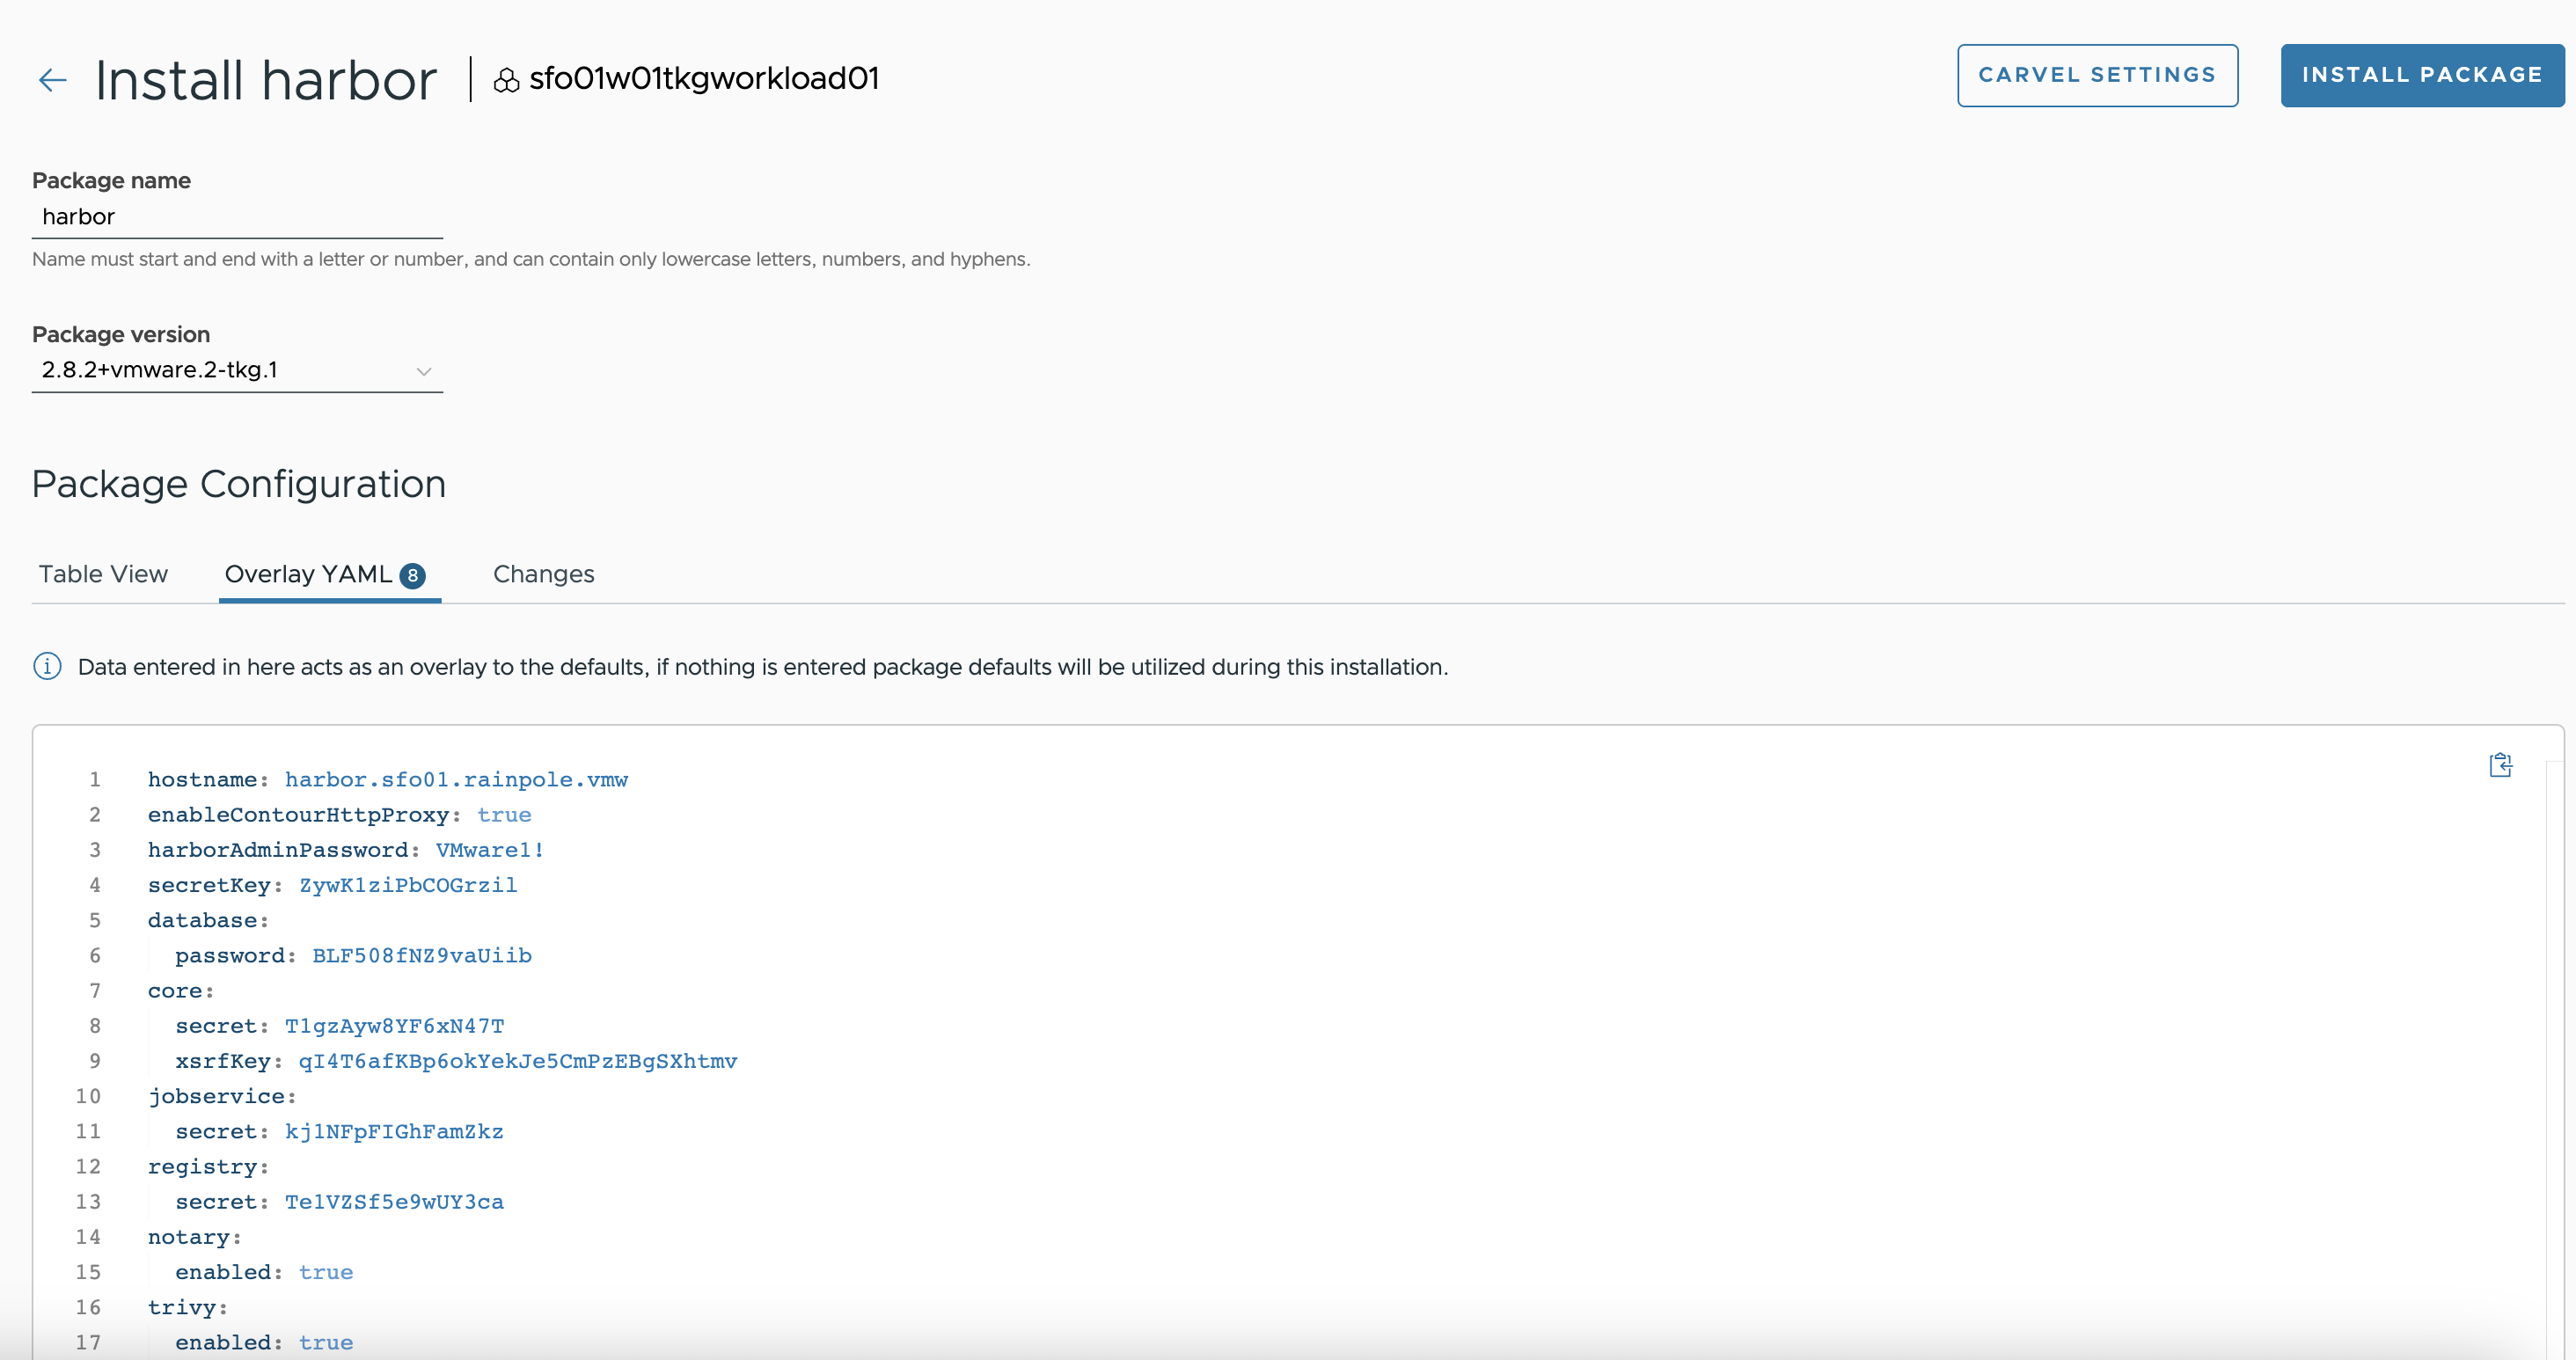 Install harbor | sfo01w01tkgworkload01
CARVEL SETTINGS
INSTALL PACKAGE
Package name
harbor
Name must start and end with a letter or number, and can contain only lowercase letters, numbers, and hyphens.
Package version
2.8.2+vmware.2-tkg.1
Package Configuration
Table View
Overlay YAML 8
Changes
Data entered in here acts as an overlay to the defaults, if nothing is entered package defaults will be utilized during this installation.
1 hostname: harbor.sfo01.rainpole.vmw
2 enableContourHttpProxy: true
3 harborAdminPassword: VMware1!
4 secretKey: ZywK1ziPbCOGrzil
5 database:
6 password: BLF508fNZ9vaUiib
7 core:
8 secret: T1gzAyw8YF6xN47T
9 xsrfKey: qI4T6afKBp6okYekJe5CmPzEBgSXhtmv
10 jobservice:
11 secret: kj1NFpFIGhFamZkz
12 registry:
13 secret: Te1VZSf5e9wUY3ca
14 notary:
15 enabled: true
16 trivy:
17 enabled: true